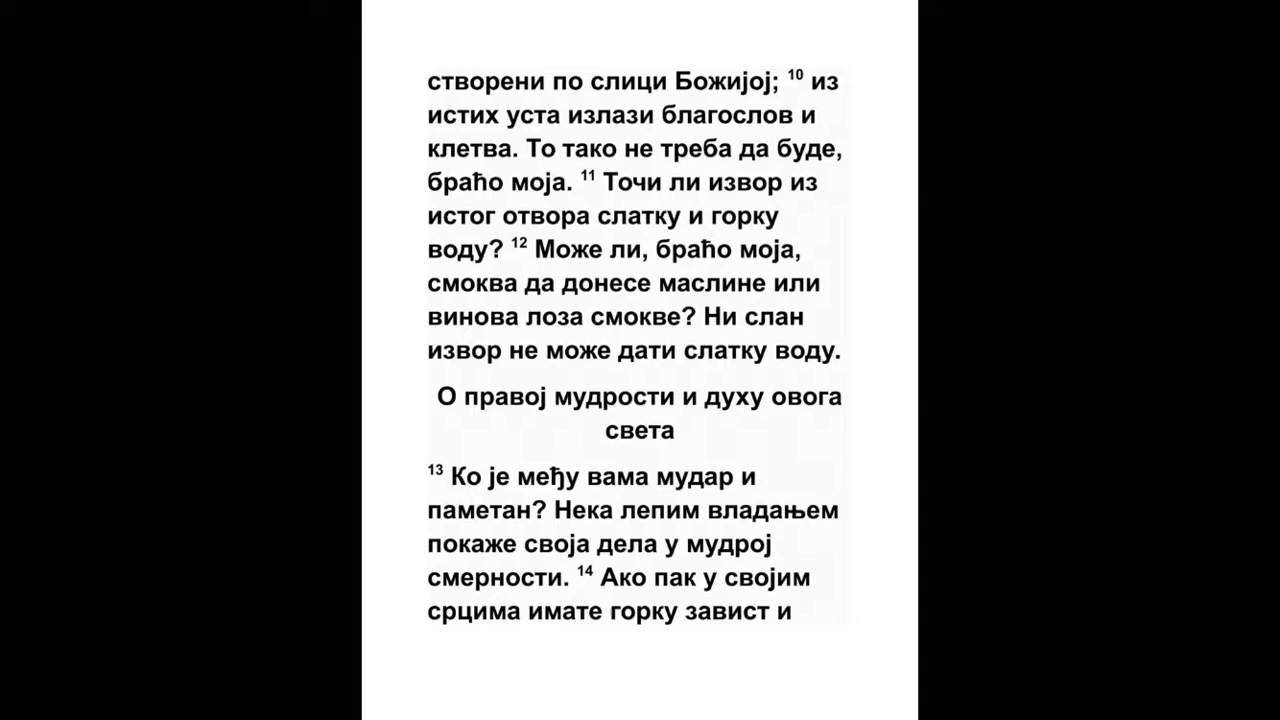 створени по слици Божијој; 10 из
истих уста излази благослов и
клетва. То тако не треба да буде,
браћо моја. 11 Точи ли извор из
истог отвора слатку и горку
воду? 12 Може ли, браћо моја,
смоква да донесе маслине или
винова лоза смокве? Ни слан
извор не може дати слатку воду.
О правој мудрости и духу овога
света
13 Ко је међу вама мудар и
паметан? Нека лепим владањем
покаже своја дела у мудрој
смерности. 14 Ако пак у својим
срцима имате горку завист и